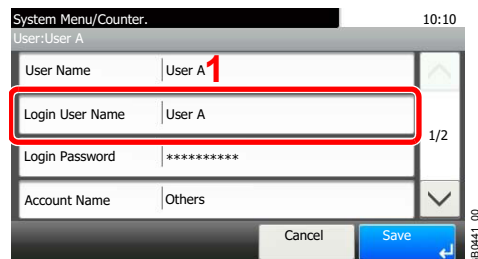 System Menu/Counter. 10:10
User:User A
User Name User A 1
Login User Name User A
1/2
Login Password **********
Account Name Others
Cancel Save